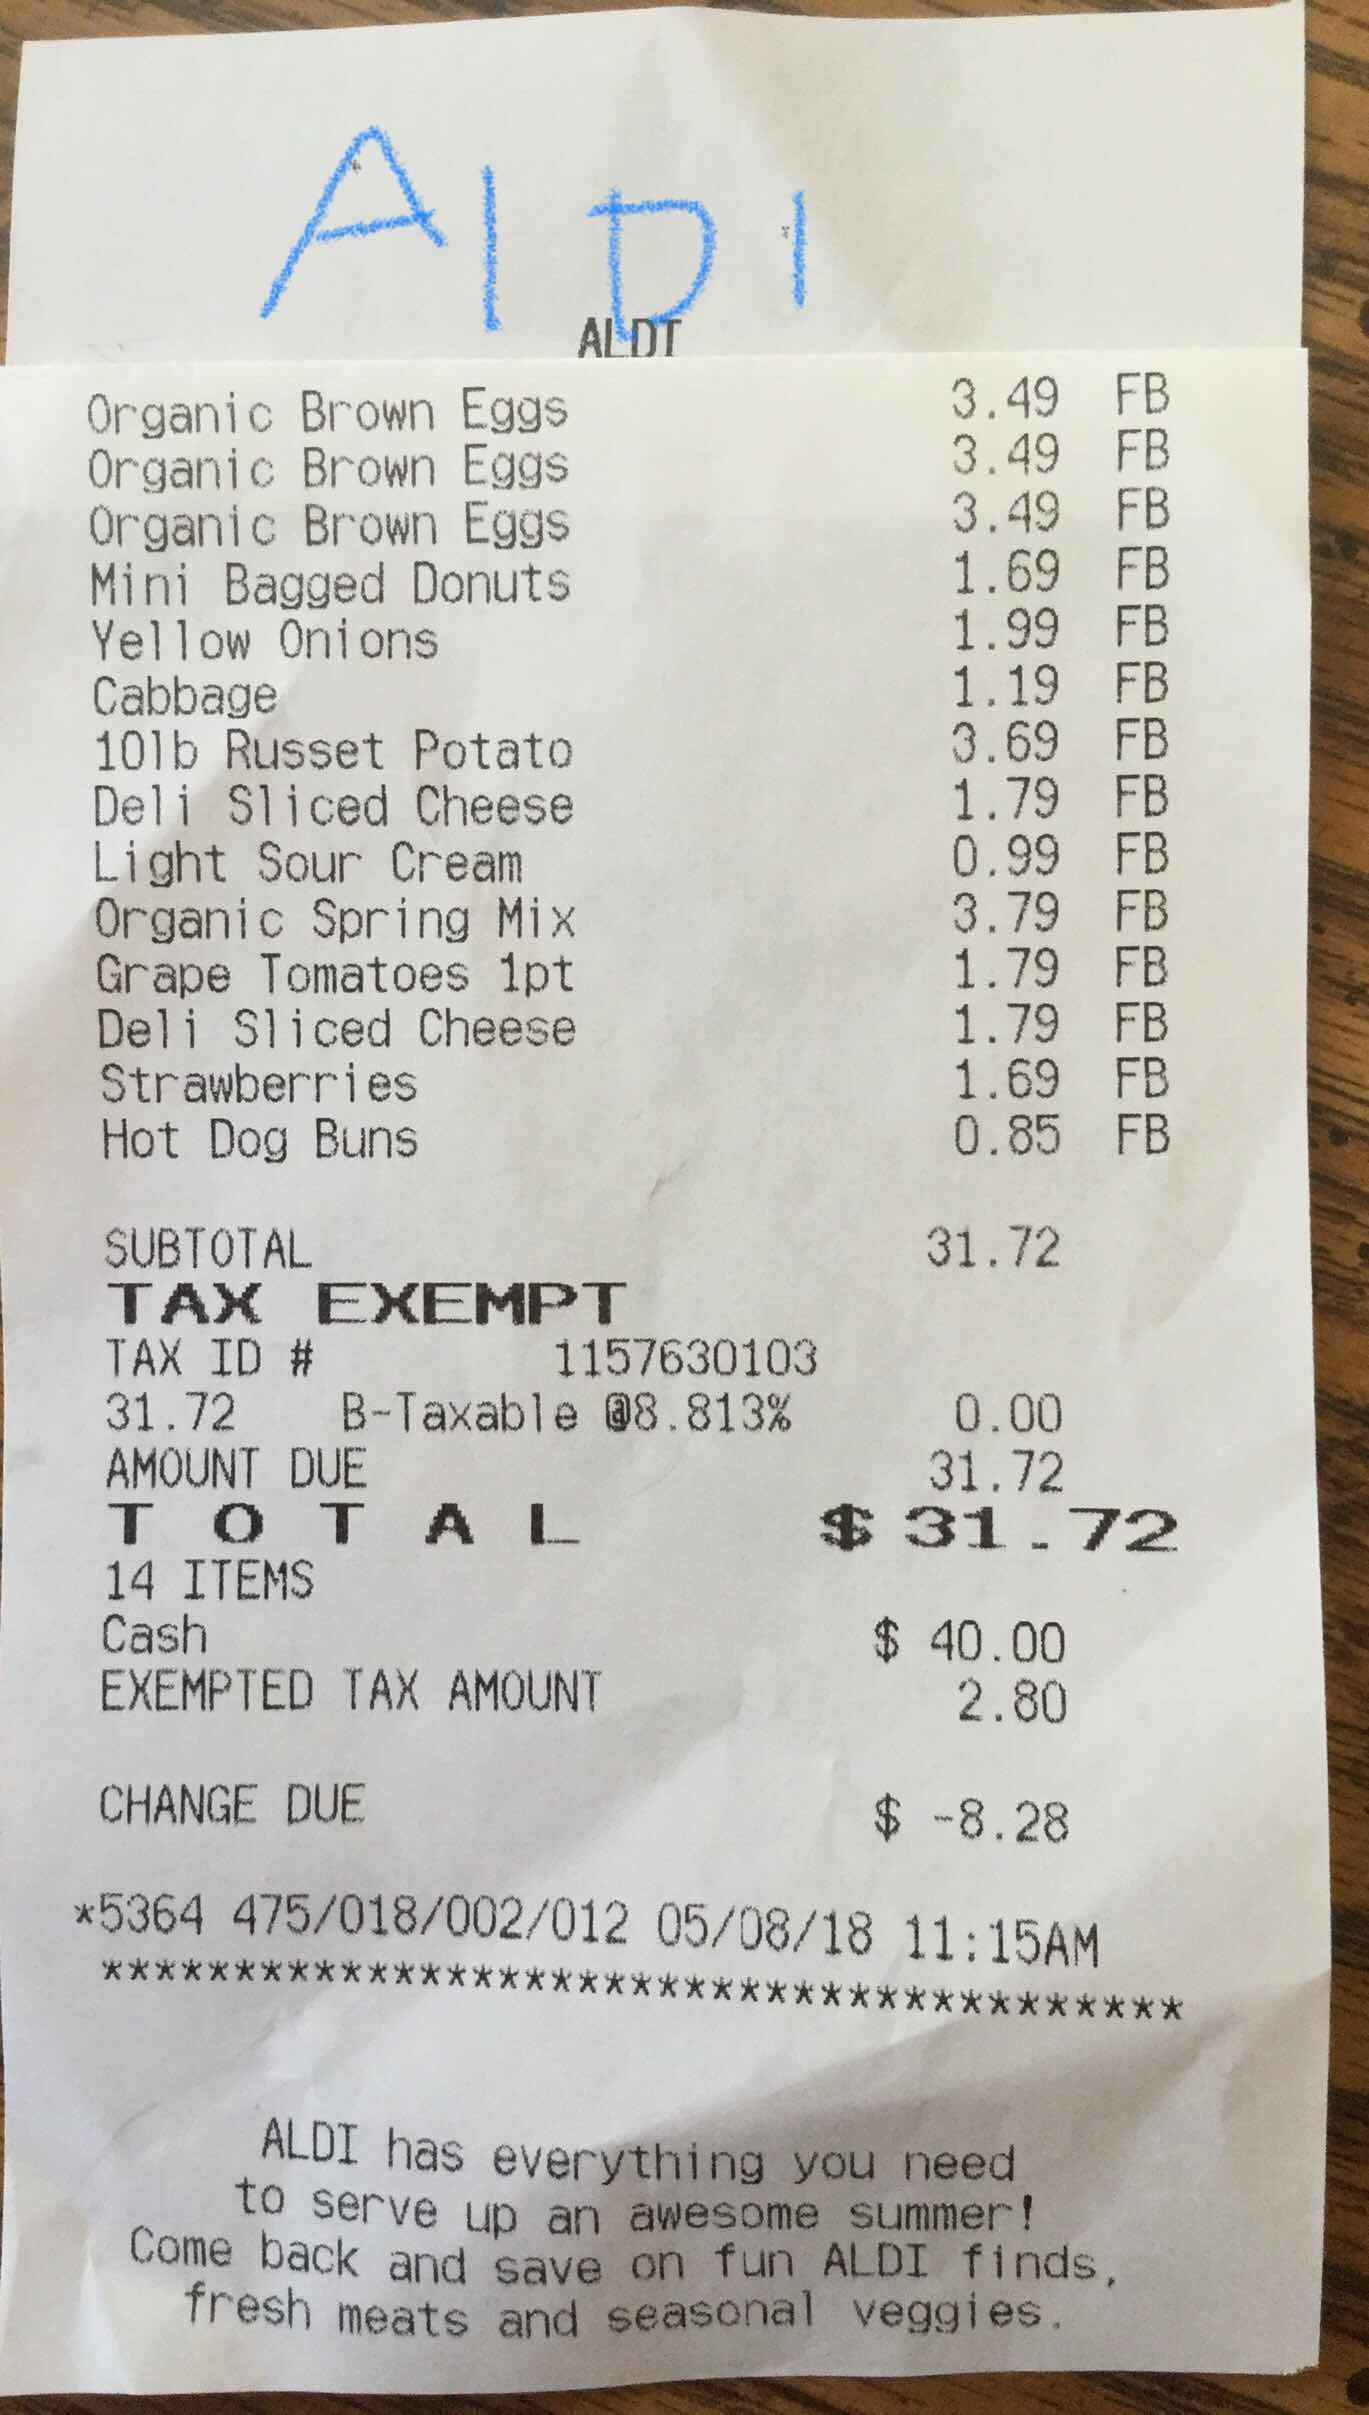 AlDI
ALDI
Organic Brown Eggs 3.49 FB
Organic Brown Eggs 3.49 FB
Organic Brown Eggs 3.49 FB
Mini Bagged Donuts 1.69 FB
Yellow Onions 1.99 FB
Cabbage 1.19 FB
10lb Russet Potato 3.69 FB
Deli Sliced Cheese 1.79 FB
Light Sour Cream 0.99 FB
Organic Spring Mix 3.79 FB
Grape Tomatoes 1pt 1.79 FB
Deli Sliced Cheese 1.79 FB
Strawberries 1.69 FB
Hot Dog Buns 0.85 FB
SUBTOTAL 31.72
TAX EXEMPT
TAX ID # 1157630103
31.72 B-Taxable @8.813% 0.00
AMOUNT DUE 31.72
TOTAL $31.72
14 ITEMS
Cash $ 40.00
EXEMPTED TAX AMOUNT 2.80
CHANGE DUE $ -8.28
*5364 475/018/002/012 05/08/18 11:15AM
*****************************************
ALDI has everything you need
to serve up an awesome summer!
Come back and save on fun ALDI finds,
fresh meats and seasonal veggies.